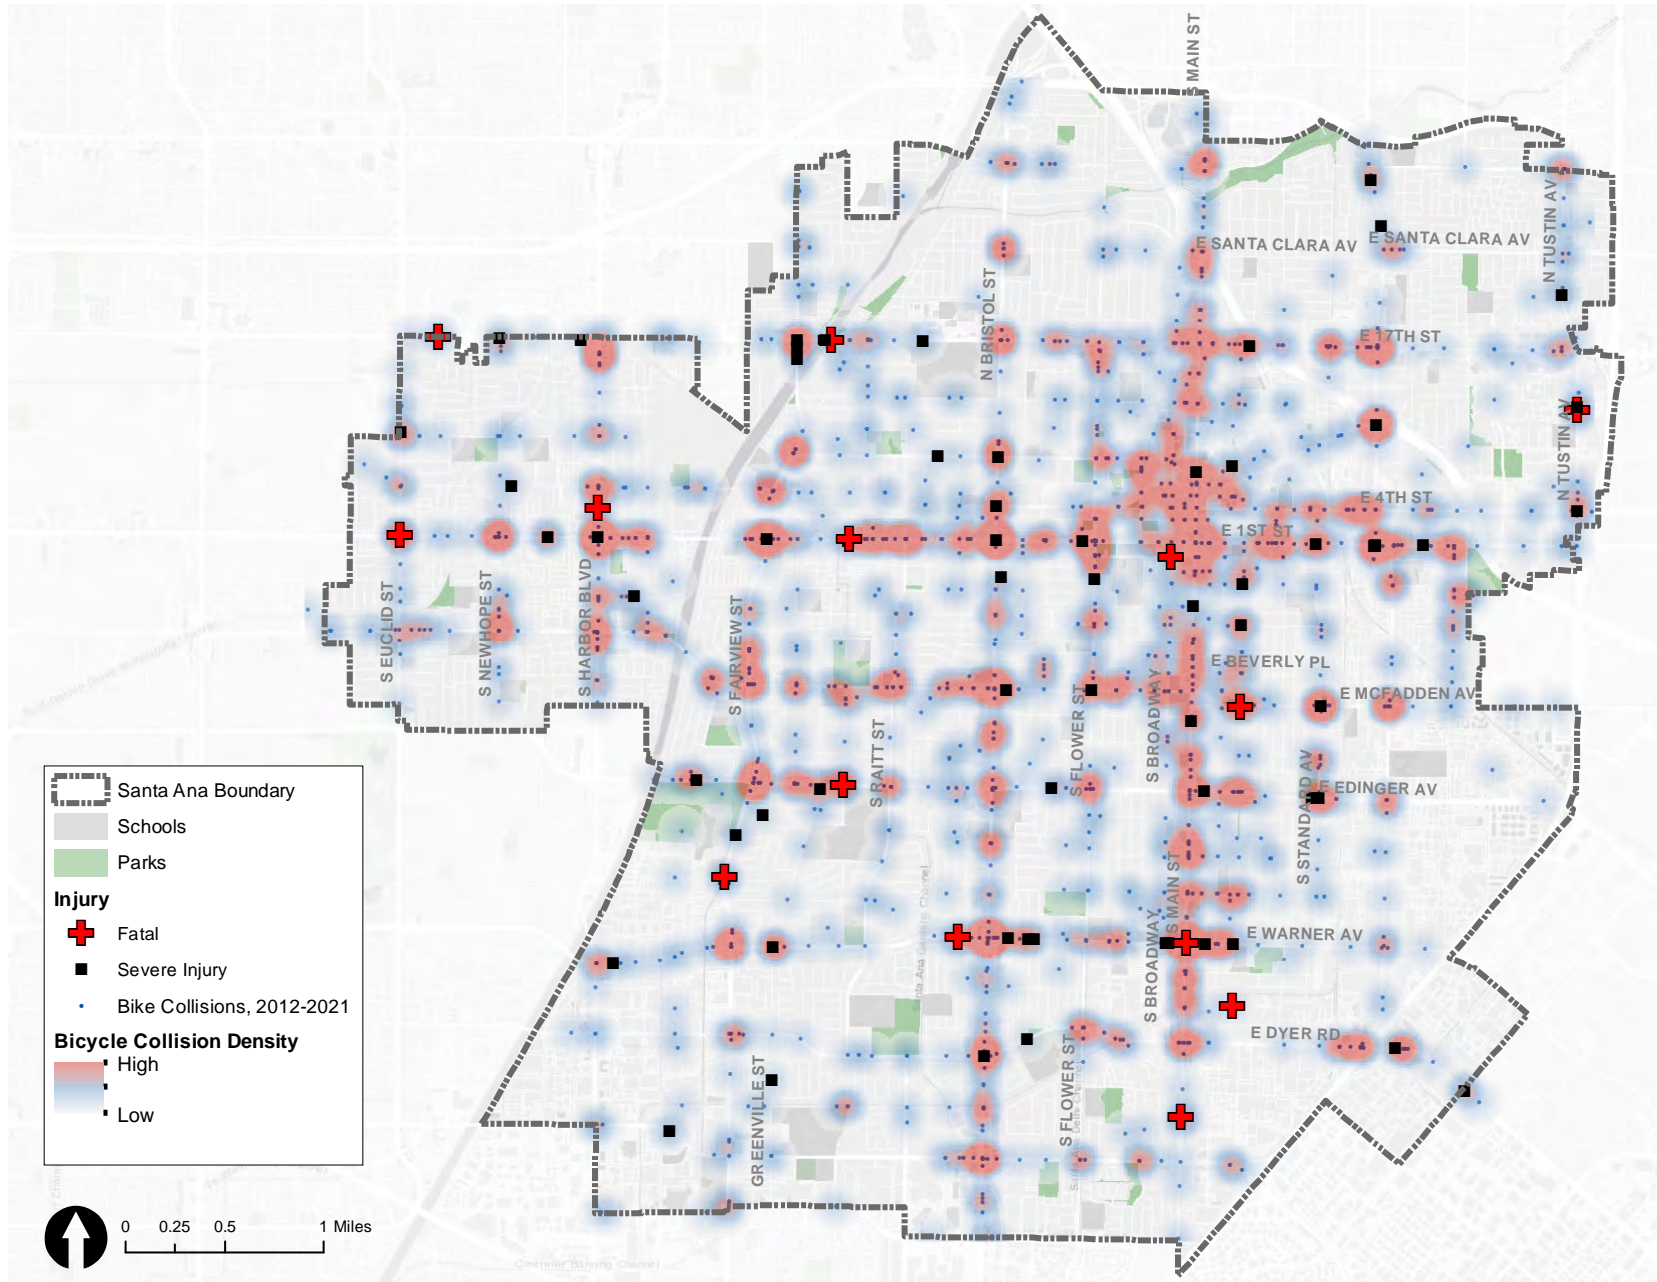 S MAIN ST
E SANTA CLARA AV
E SANTA CLARA AV
N TUSTIN AV
N BRISTOL ST
E 17TH ST
N TUSTIN AV
E 4TH ST
E 1ST ST
S EUCLID ST
S NEWHOPE ST
S HARBOR BLVD
S FAIRVIEW ST
E BEVERLY PL
E MCFADDEN AV
S FLOWER ST
S BROADWAY
S RAITT ST
S STANDARD AV
E EDINGER AV
S MAIN ST
E WARNER AV
S BROADWAY
E DYER RD
S FLOWER ST
GREENVILLE ST
Santa Ana Boundary
Schools
Parks
Injury
Fatal
Severe Injury
Bike Collisions, 2012-2021
Bicycle Collision Density
High
Low
0 0.25 0.5 1 Miles